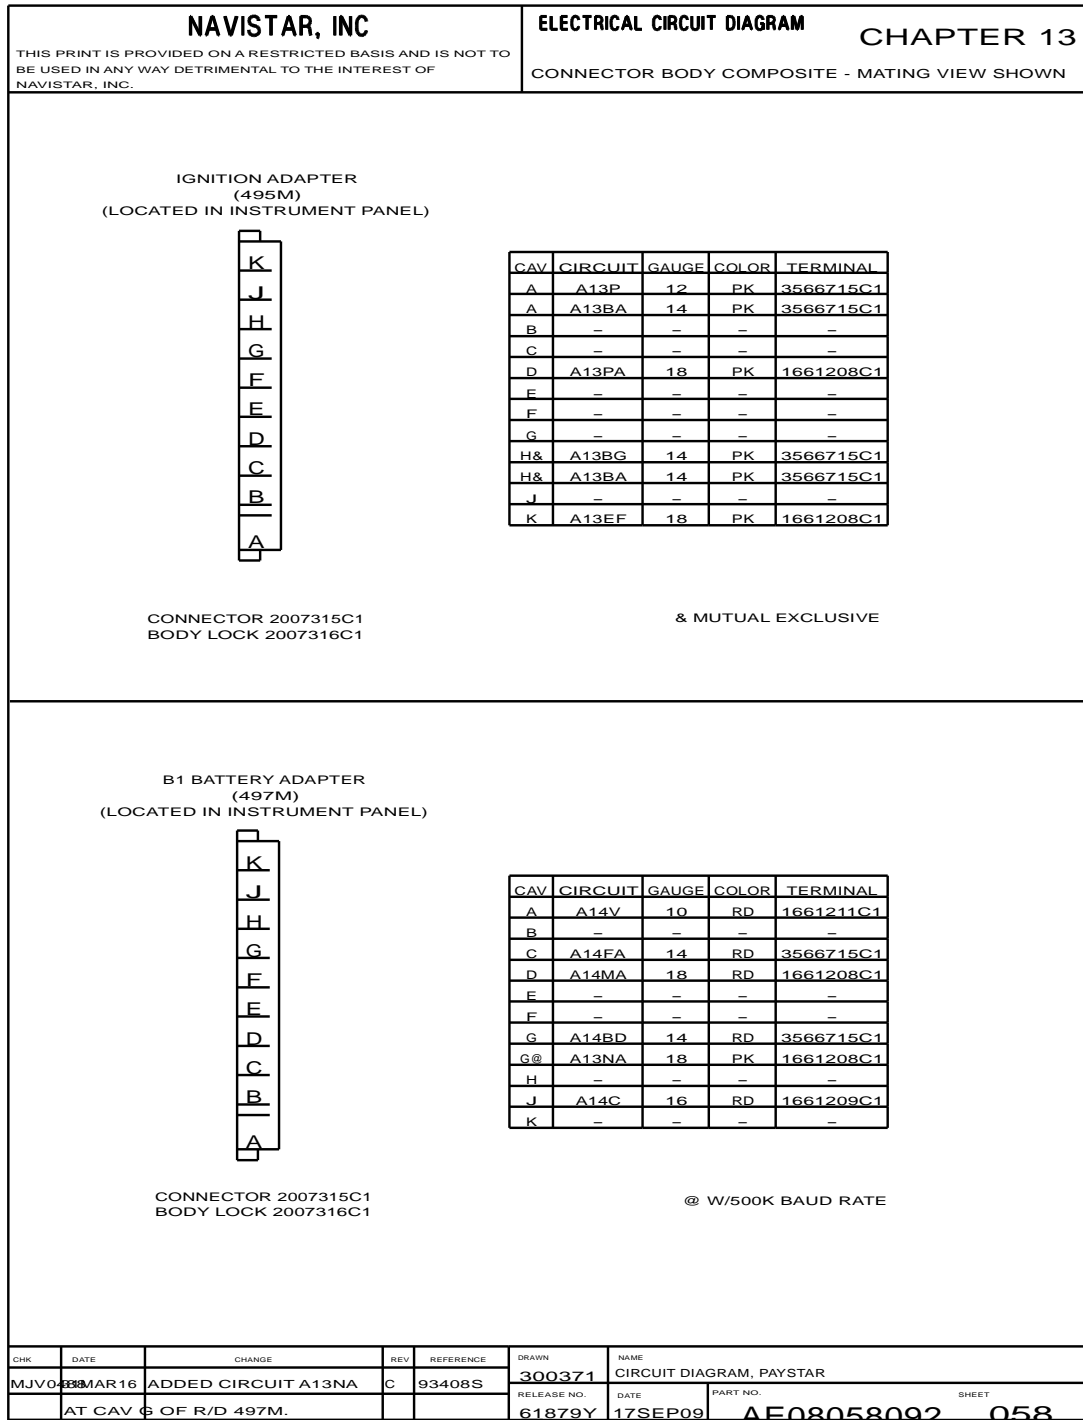 NAVISTAR, INC
THIS PRINT IS PROVIDED ON A RESTRICTED BASIS AND IS NOT TO
BE USED IN ANY WAY DETRIMENTAL TO THE INTEREST OF
NAVISTAR, INC.
ELECTRICAL CIRCUIT DIAGRAM
CHAPTER 13
CONNECTOR BODY COMPOSITE - MATING VIEW SHOWN
IGNITION ADAPTER
(495M)
(LOCATED IN INSTRUMENT PANEL)
K
J
H
G
F
E
D
C
B
A
CONNECTOR 2007315C1
BODY LOCK 2007316C1
CAV CIRCUIT GAUGE COLOR TERMINAL
A A13P 12 PK 3566715C1
A A13BA 14 PK 3566715C1
B – – – –
C – – – –
D A13PA 18 PK 1661208C1
E – – – –
F – – – –
G – – – –
H& A13BG 14 PK 3566715C1
H& A13BA 14 PK 3566715C1
J – – – –
K A13EF 18 PK 1661208C1
& MUTUAL EXCLUSIVE
B1 BATTERY ADAPTER
(497M)
(LOCATED IN INSTRUMENT PANEL)
K
J
H
G
F
E
D
C
B
A
CONNECTOR 2007315C1
BODY LOCK 2007316C1
CAV CIRCUIT GAUGE COLOR TERMINAL
A A14V 10 RD 1661211C1
B – – – –
C A14FA 14 RD 3566715C1
D A14MA 18 RD 1661208C1
E – – – –
F – – – –
G A14BD 14 RD 3566715C1
G@ A13NA 18 PK 1661208C1
H – – – –
J A14C 16 RD 1661209C1
K – – – –
@ W/500K BAUD RATE
CHK DATE CHANGE REV REFERENCE
ADDED CIRCUIT A13NA C 93408S
AT CAV G OF R/D 497M.
DRAWN
300371
NAME
CIRCUIT DIAGRAM, PAYSTAR
RELEASE NO.
61879Y
DATE
17SEP09
PART NO.
AE08058092
SHEET
058